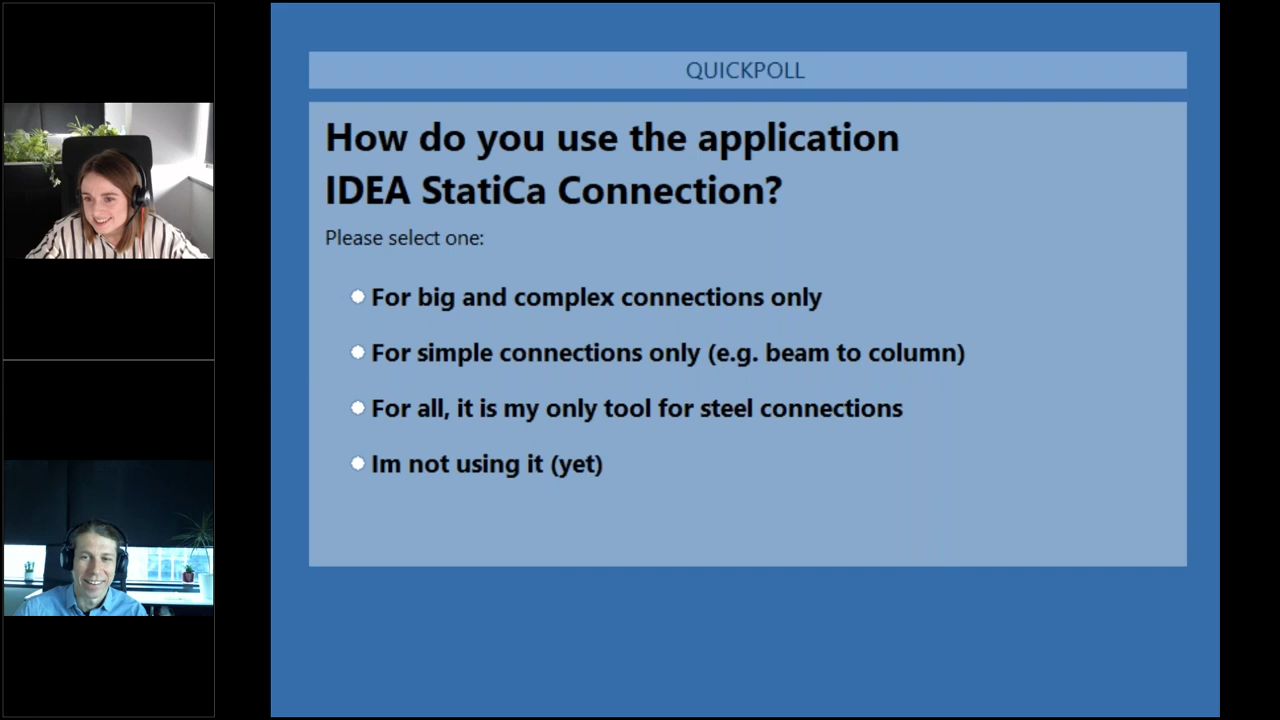 QUICKPOLL
How do you use the application
IDEA StatiCa Connection?
Please select one:
For big and complex connections only
For simple connections only (e.g. beam to column)
For all, it is my only tool for steel connections
Im not using it (yet)